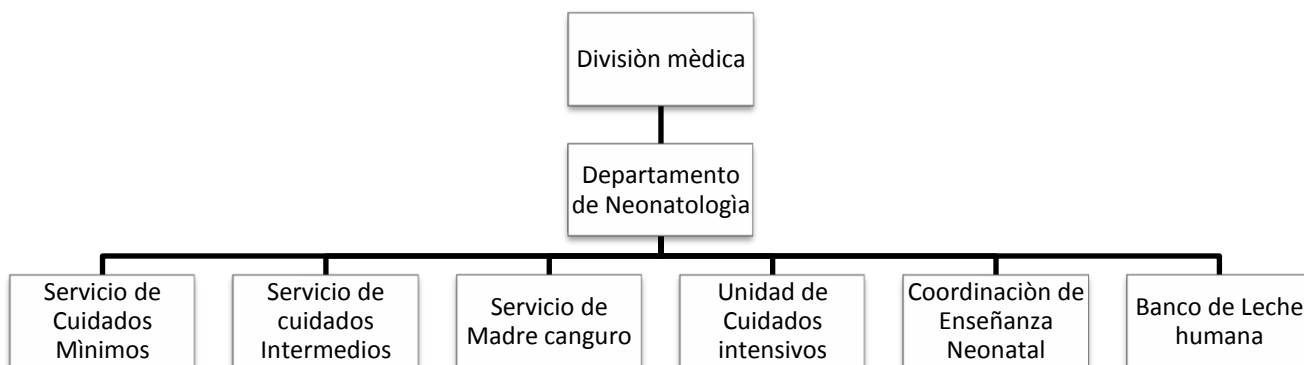 Divisiòn mèdica
Departamento
de Neonatologìa
Servicio de
Cuidados
Mìnimos
Servicio de
cuidados
Intermedios
Servicio de
Madre canguro
Unidad de
Cuidados
intensivos
Coordinaciòn de
Enseñanza
Neonatal
Banco de Leche
humana